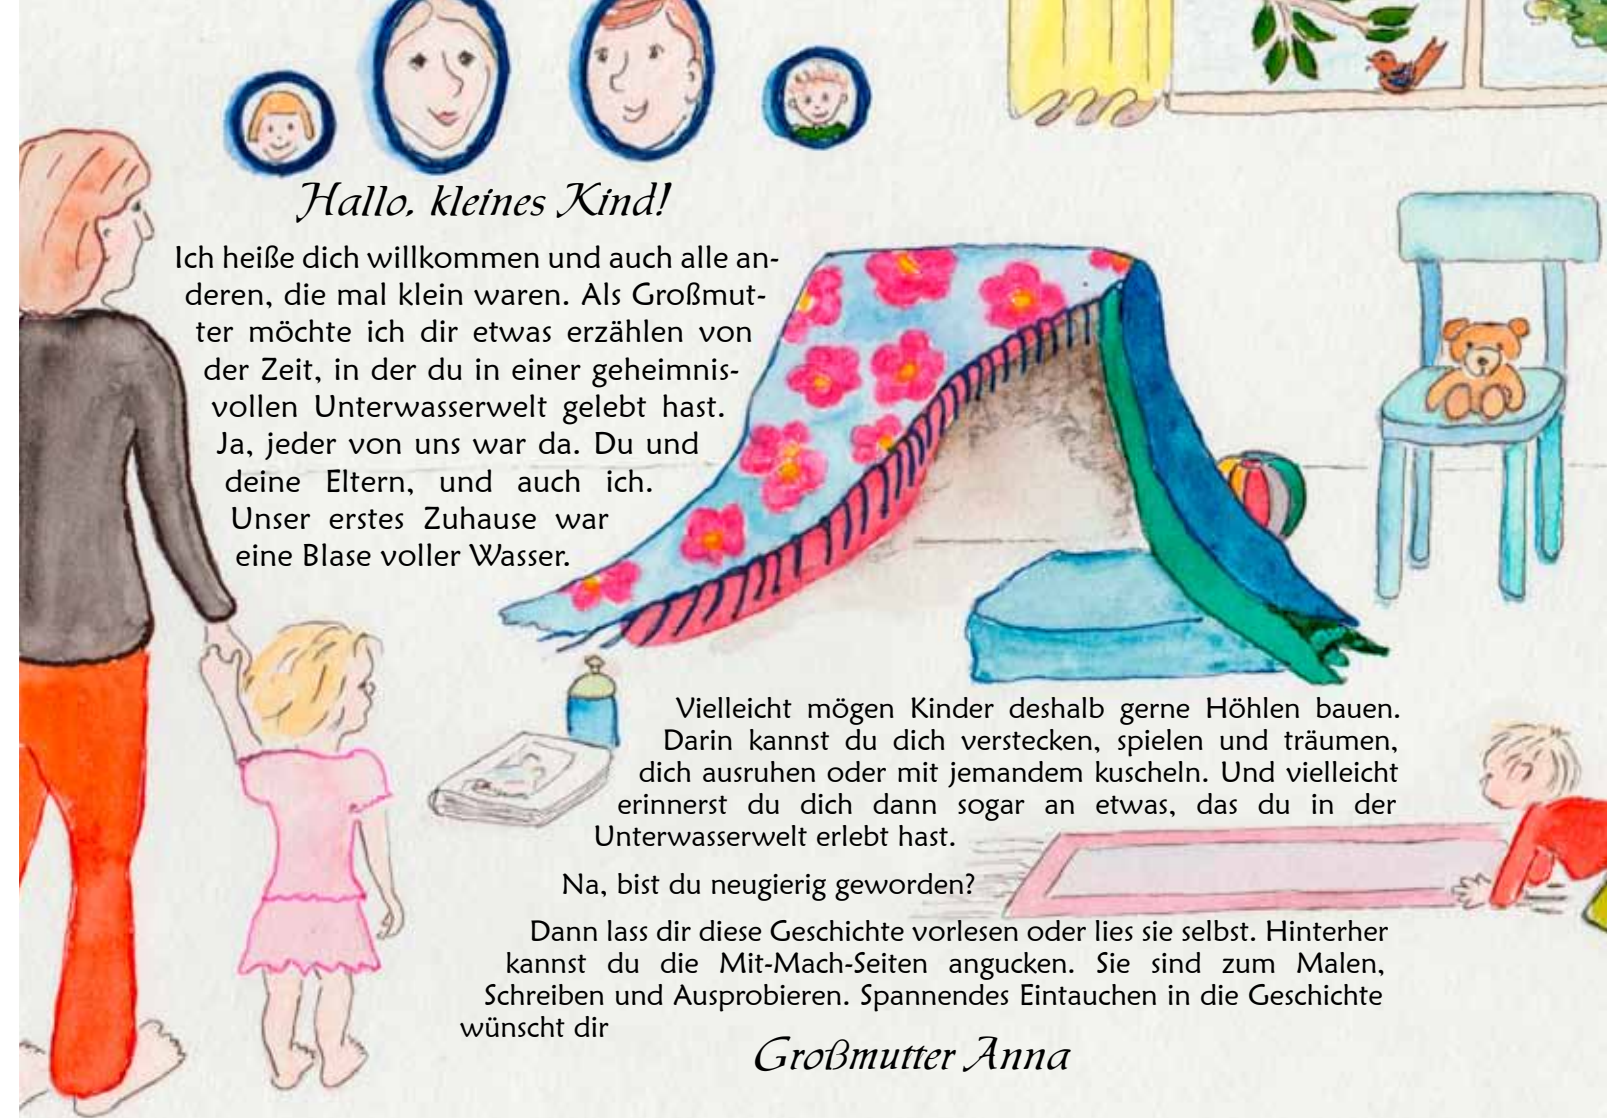 Hallo, kleines Kind!
Ich heiße dich willkommen und auch alle an-
deren, die mal klein waren. Als Großmut-
ter möchte ich dir etwas erzählen von
der Zeit, in der du in einer geheimnis-
vollen Unterwasserwelt gelebt hast.
Ja, jeder von uns war da. Du und
deine Eltern, und auch ich.
Unser erstes Zuhause war
eine Blase voller Wasser.
Vielleicht mögen Kinder deshalb gerne Höhlen bauen.
Darin kannst du dich verstecken, spielen und träumen,
dich ausruhen oder mit jemandem kuscheln. Und vielleicht
erinnerst du dich dann sogar an etwas, das du in der
Unterwasserwelt erlebt hast.
Na, bist du neugierig geworden?
Dann lass dir diese Geschichte vorlesen oder lies sie selbst. Hinterher
kannst du die Mit-Mach-Seiten angucken. Sie sind zum Malen,
Schreiben und Ausprobieren. Spannendes Eintauchen in die Geschichte
wünscht dir
Großmutter Anna